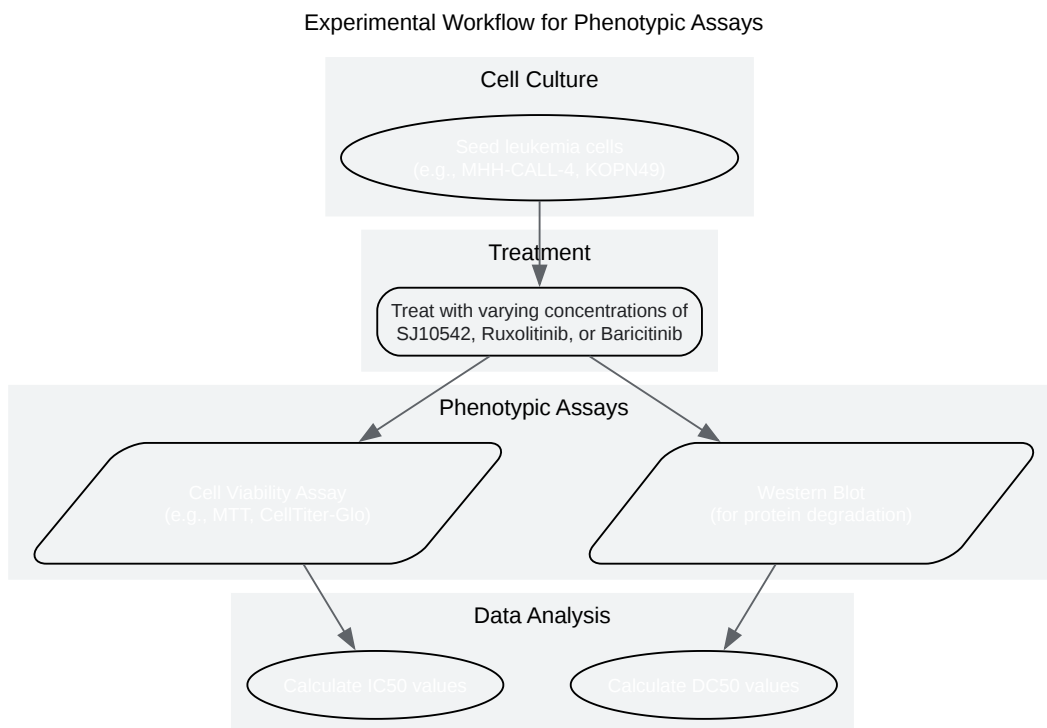 Experimental Workflow for Phenotypic Assays
Cell Culture
Seed leukemia cells
(e.g., MHH-CALL-4, KOPN49)
Treatment
Treat with varying concentrations of
SJ10542, Ruxolitinib, or Baricitinib
Phenotypic Assays
Cell Viability Assay
(e.g., MTT, CellTiter-Glo)
Western Blot
(for protein degradation)
Data Analysis
Calculate IC50 values
Calculate DC50 values